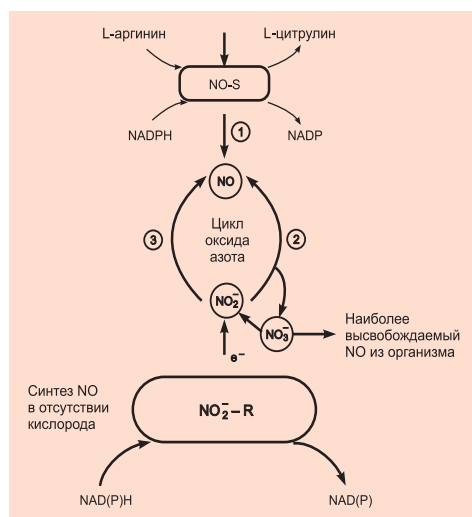 L-аргинин
L-цитрулин
NO-S
NADPH
NADP
1
NO
3
Цикл
оксида
азота
2
NO₂⁻
NO₃⁻
Наиболее
высвобождаемый
NO из организма
e⁻
Синтез NO
в отсутствии
кислорода
NO₂⁻–R
NAD(P)H
NAD(P)